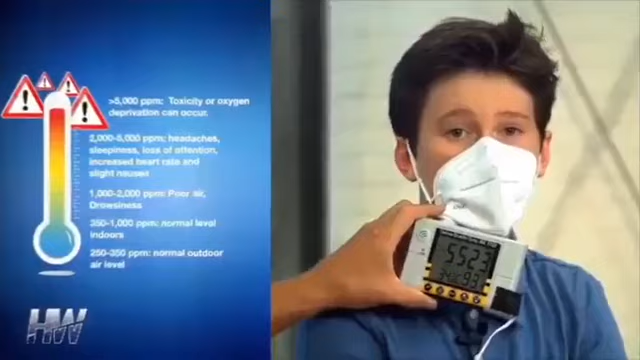 >5,000 ppm: Toxicity or oxygen
deprivation can occur.
2,000-5,000 ppm: headaches,
sleepiness, loss of attention,
increased heart rate and
slight nausea
1,000-2,000 ppm: Poor air,
Drowsiness
350-1,000 ppm: normal level
indoors
250-350 ppm: normal outdoor
air level
HW
5523